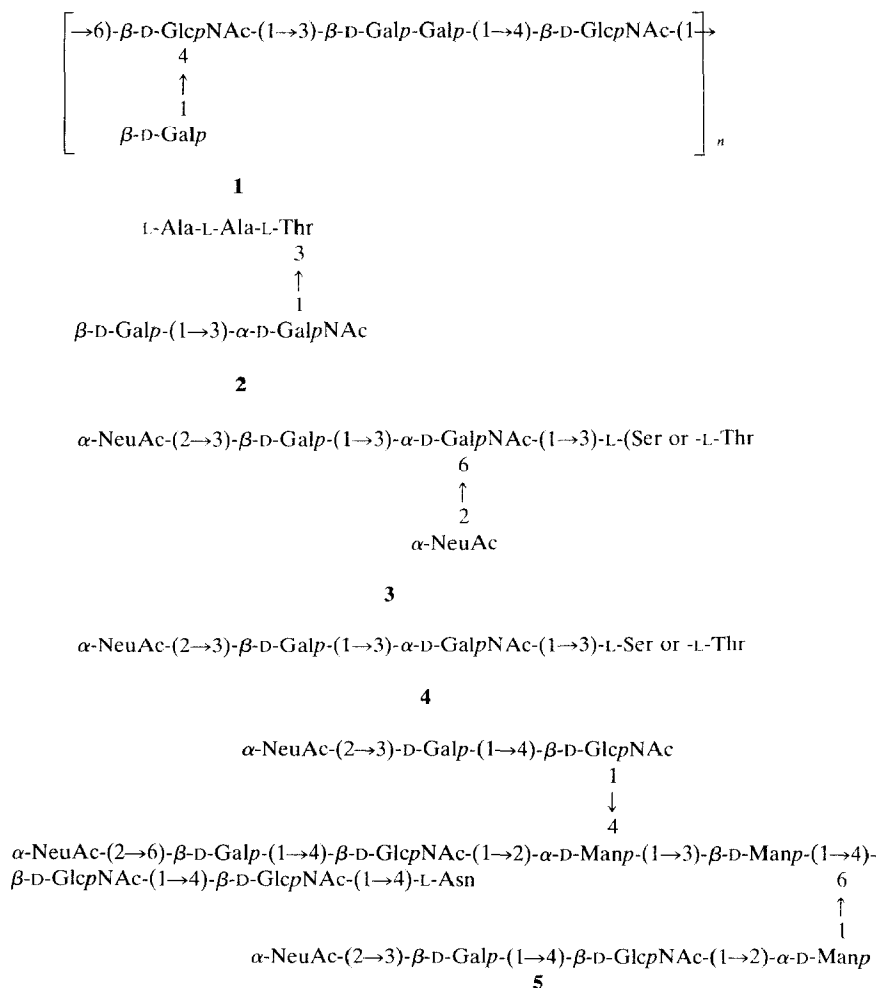 →6)-β-D-GlcpNAc-(1→3)-β-D-Galp-Galp-(1→4)-β-D-GlcpNAc-(1→
4
↑
1
β-D-Galp
n
1
L-Ala-L-Ala-L-Thr
3
↑
1
β-D-Galp-(1→3)-α-D-GalpNAc
2
α-NeuAc-(2→3)-β-D-Galp-(1→3)-α-D-GalpNAc-(1→3)-L-(Ser or -L-Thr
6
↑
2
α-NeuAc
3
α-NeuAc-(2→3)-β-D-Galp-(1→3)-α-D-GalpNAc-(1→3)-L-Ser or -L-Thr
4
α-NeuAc-(2→3)-D-Galp-(1→4)-β-D-GlcpNAc
1
↓
4
α-NeuAc-(2→6)-β-D-Galp-(1→4)-β-D-GlcpNAc-(1→2)-α-D-Manp-(1→3)-β-D-Manp-(1→4)-
β-D-GlcpNAc-(1→4)-β-D-GlcpNAc-(1→4)-L-Asn
6
↑
1
α-NeuAc-(2→3)-β-D-Galp-(1→4)-β-D-GlcpNAc-(1→2)-α-D-Manp
5